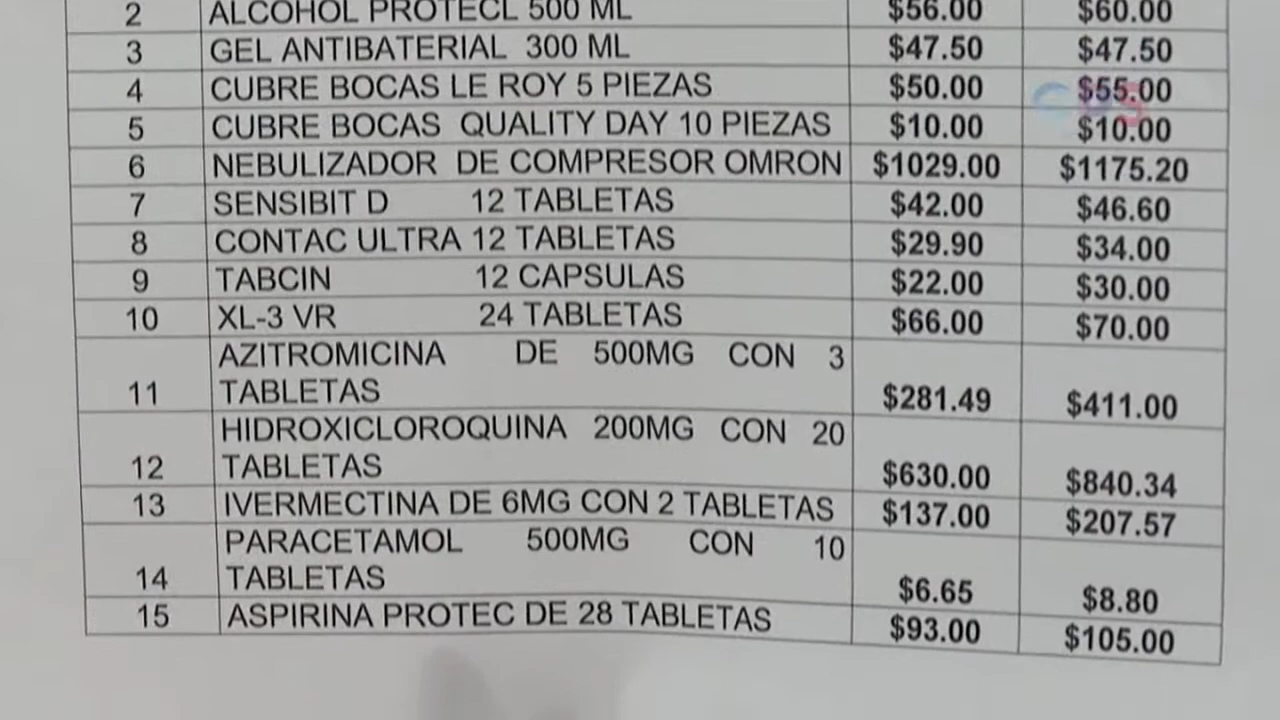 2 ALCOHOL PROTECL 500 ML $56.00 $60.00
3 GEL ANTIBATERIAL 300 ML $47.50 $47.50
4 CUBRE BOCAS LE ROY 5 PIEZAS $50.00 $55.00
5 CUBRE BOCAS QUALITY DAY 10 PIEZAS $10.00 $10.00
6 NEBULIZADOR DE COMPRESOR OMRON $1029.00 $1175.20
7 SENSIBIT D 12 TABLETAS $42.00 $46.60
8 CONTAC ULTRA 12 TABLETAS $29.90 $34.00
9 TABCIN 12 CAPSULAS $22.00 $30.00
10 XL-3 VR 24 TABLETAS $66.00 $70.00
AZITROMICINA DE 500MG CON 3
11 TABLETAS $281.49 $411.00
HIDROXICLOROQUINA 200MG CON 20
12 TABLETAS $630.00 $840.34
13 IVERMECTINA DE 6MG CON 2 TABLETAS $137.00 $207.57
PARACETAMOL 500MG CON 10
14 TABLETAS $6.65 $8.80
15 ASPIRINA PROTEC DE 28 TABLETAS $93.00 $105.00